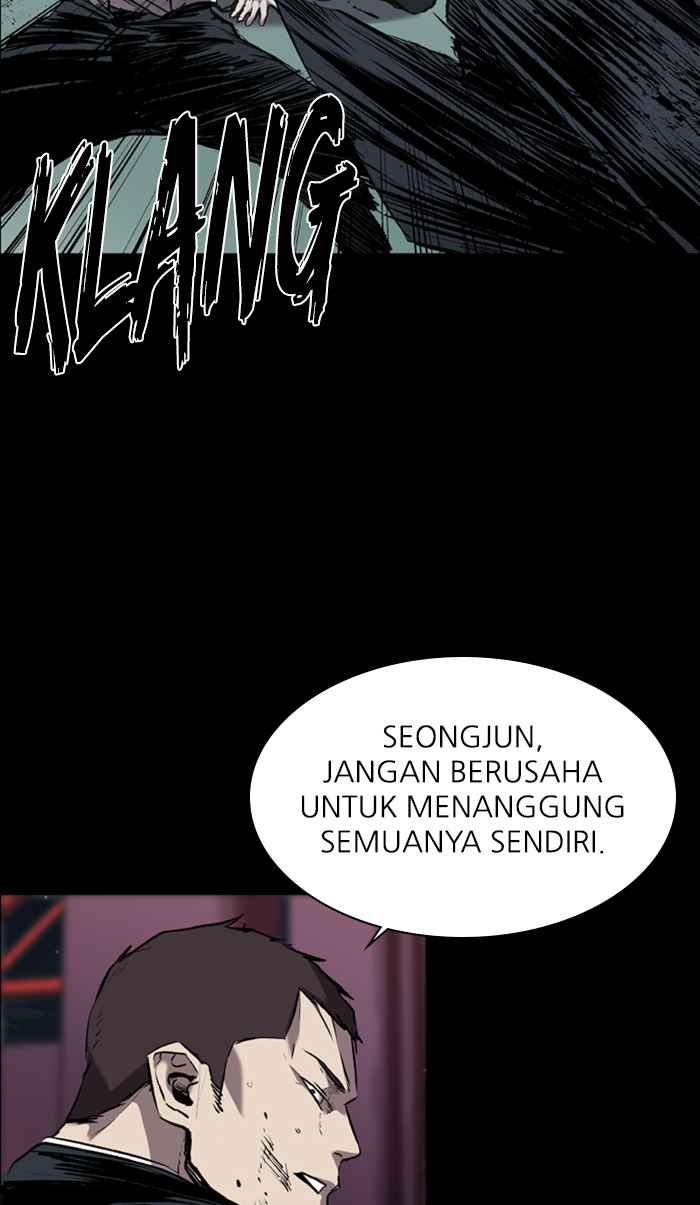 KLANG
SEONGJUN,
JANGAN BERUSAHA
UNTUK MENANGGUNG
SEMUANYA SENDIRI.